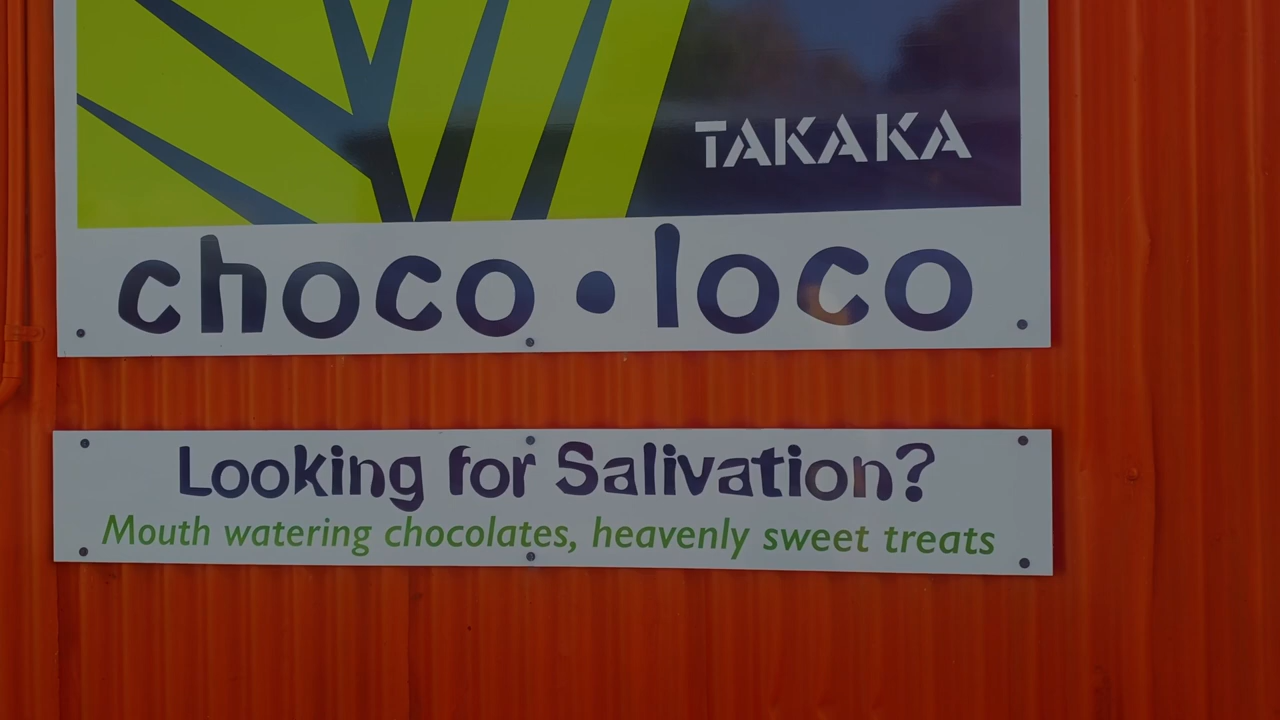 TAKAKA
choco • loco
Looking for Salivation?
Mouth watering chocolates, heavenly sweet treats